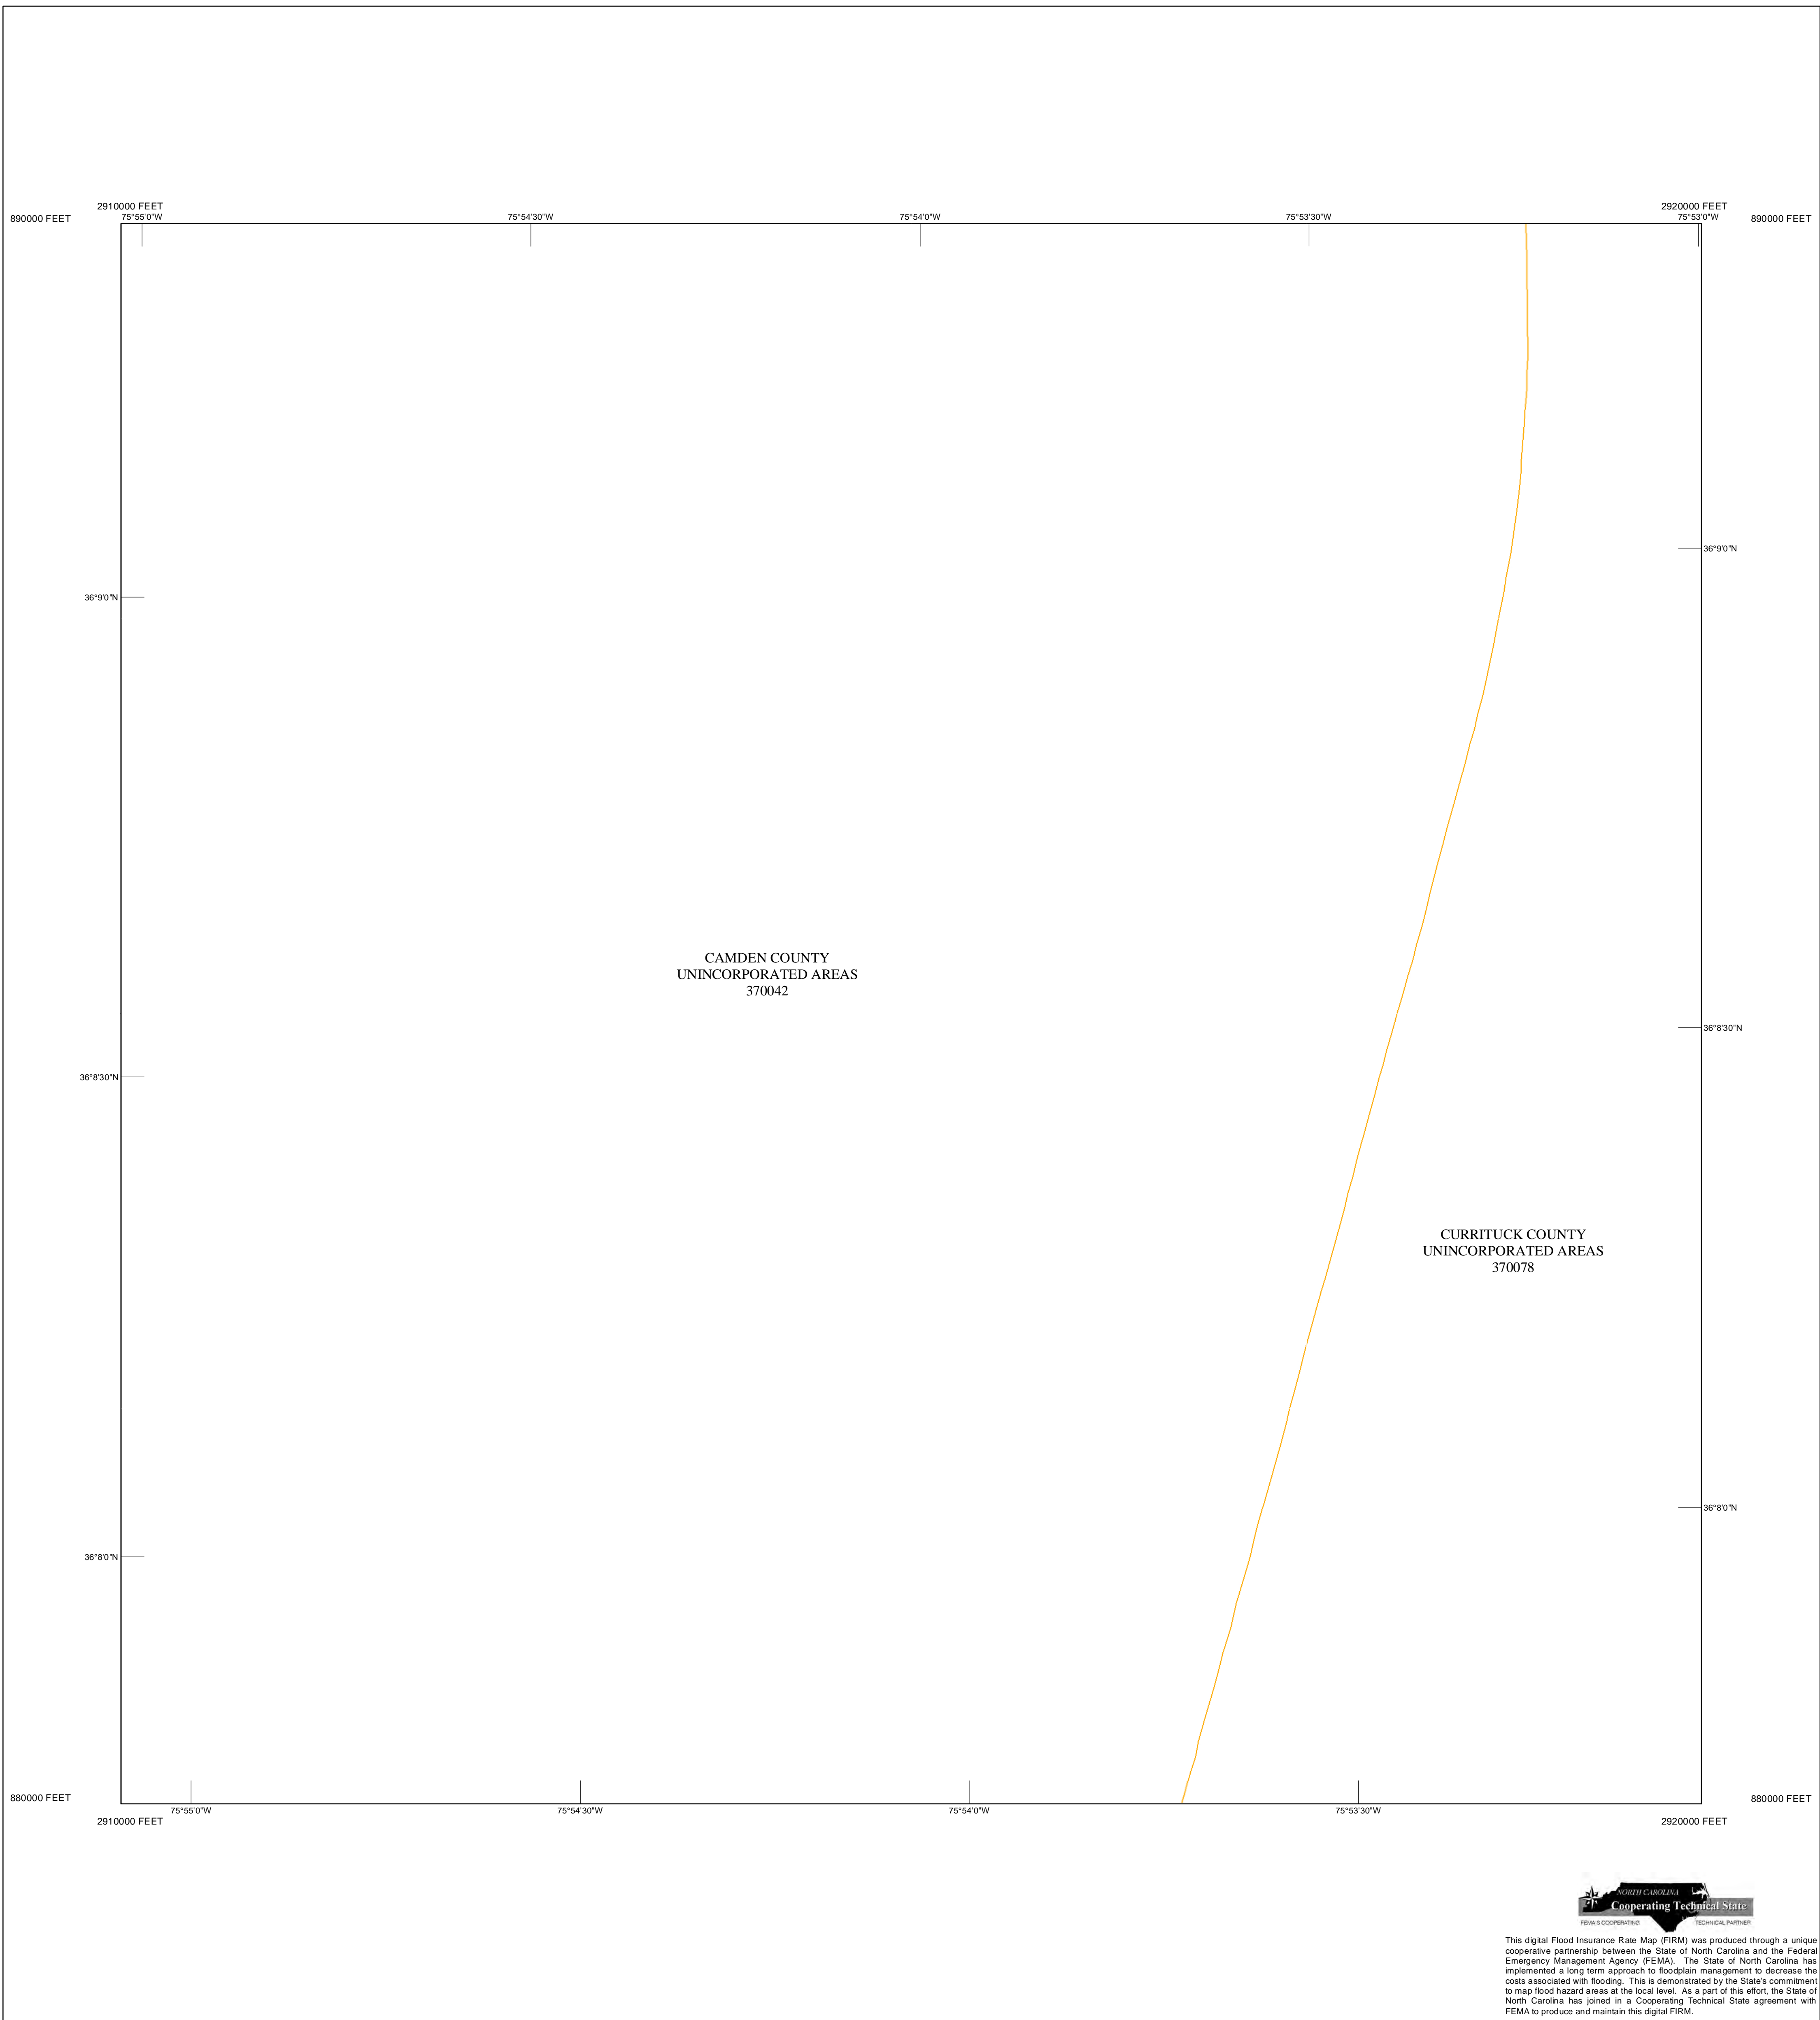 2910000 FEET
2920000 FEET
890000 FEET
75°55'0"W
75°54'30"W
75°54'0"W
75°53'30"W
75°53'0"W
890000 FEET
36°9'0"N
36°9'0"N
CAMDEN COUNTY
UNINCORPORATED AREAS
370042
36°8'30"N
36°8'30"N
CURRITUCK COUNTY
UNINCORPORATED AREAS
370078
36°8'0"N
36°8'0"N
880000 FEET
880000 FEET
75°55'0"W
75°54'30"W
75°54'0"W
75°53'30"W
2910000 FEET
2920000 FEET
NORTH CAROLINA
Cooperating Technical State
FEMA'S COOPERATING TECHNICAL PARTNER
This digital Flood Insurance Rate Map (FIRM) was produced through a unique
cooperative partnership between the State of North Carolina and the Federal
Emergency Management Agency (FEMA). The State of North Carolina has
implemented a long term approach to floodplain management to decrease the
costs associated with flooding. This is demonstrated by the State's commitment
to map flood hazard areas at the local level. As a part of this effort, the State of
North Carolina has joined in a Cooperating Technical State agreement with
FEMA to produce and maintain this digital FIRM.